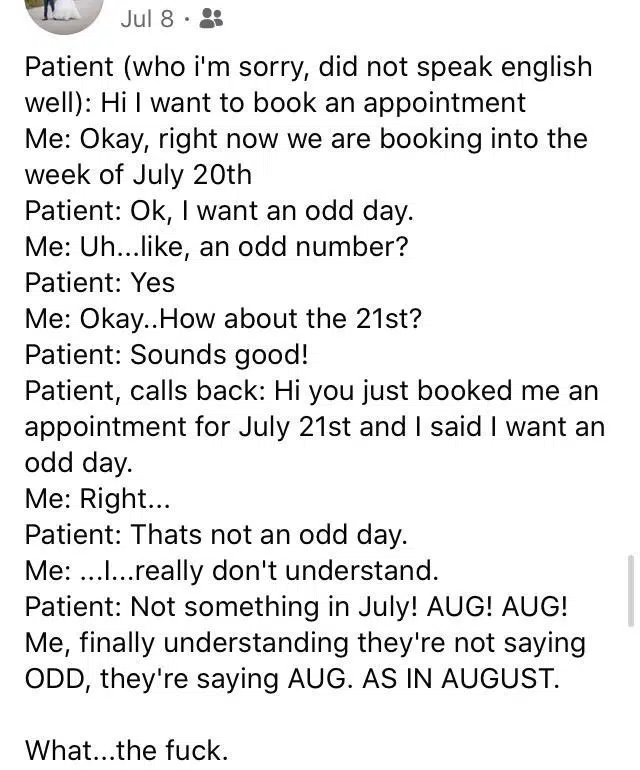 Jul 8 ·
Patient (who i'm sorry, did not speak english
well): Hi I want to book an appointment
Me: Okay, right now we are booking into the
week of July 20th
Patient: Ok, I want an odd day.
Me: Uh...like, an odd number?
Patient: Yes
Me: Okay..How about the 21st?
Patient: Sounds good!
Patient, calls back: Hi you just booked me an
appointment for July 21st and I said I want an
odd day.
Me: Right...
Patient: Thats not an odd day.
Me: ...I...really don't understand.
Patient: Not something in July! AUG! AUG!
Me, finally understanding they're not saying
ODD, they're saying AUG. AS IN AUGUST.
What...the fuck.